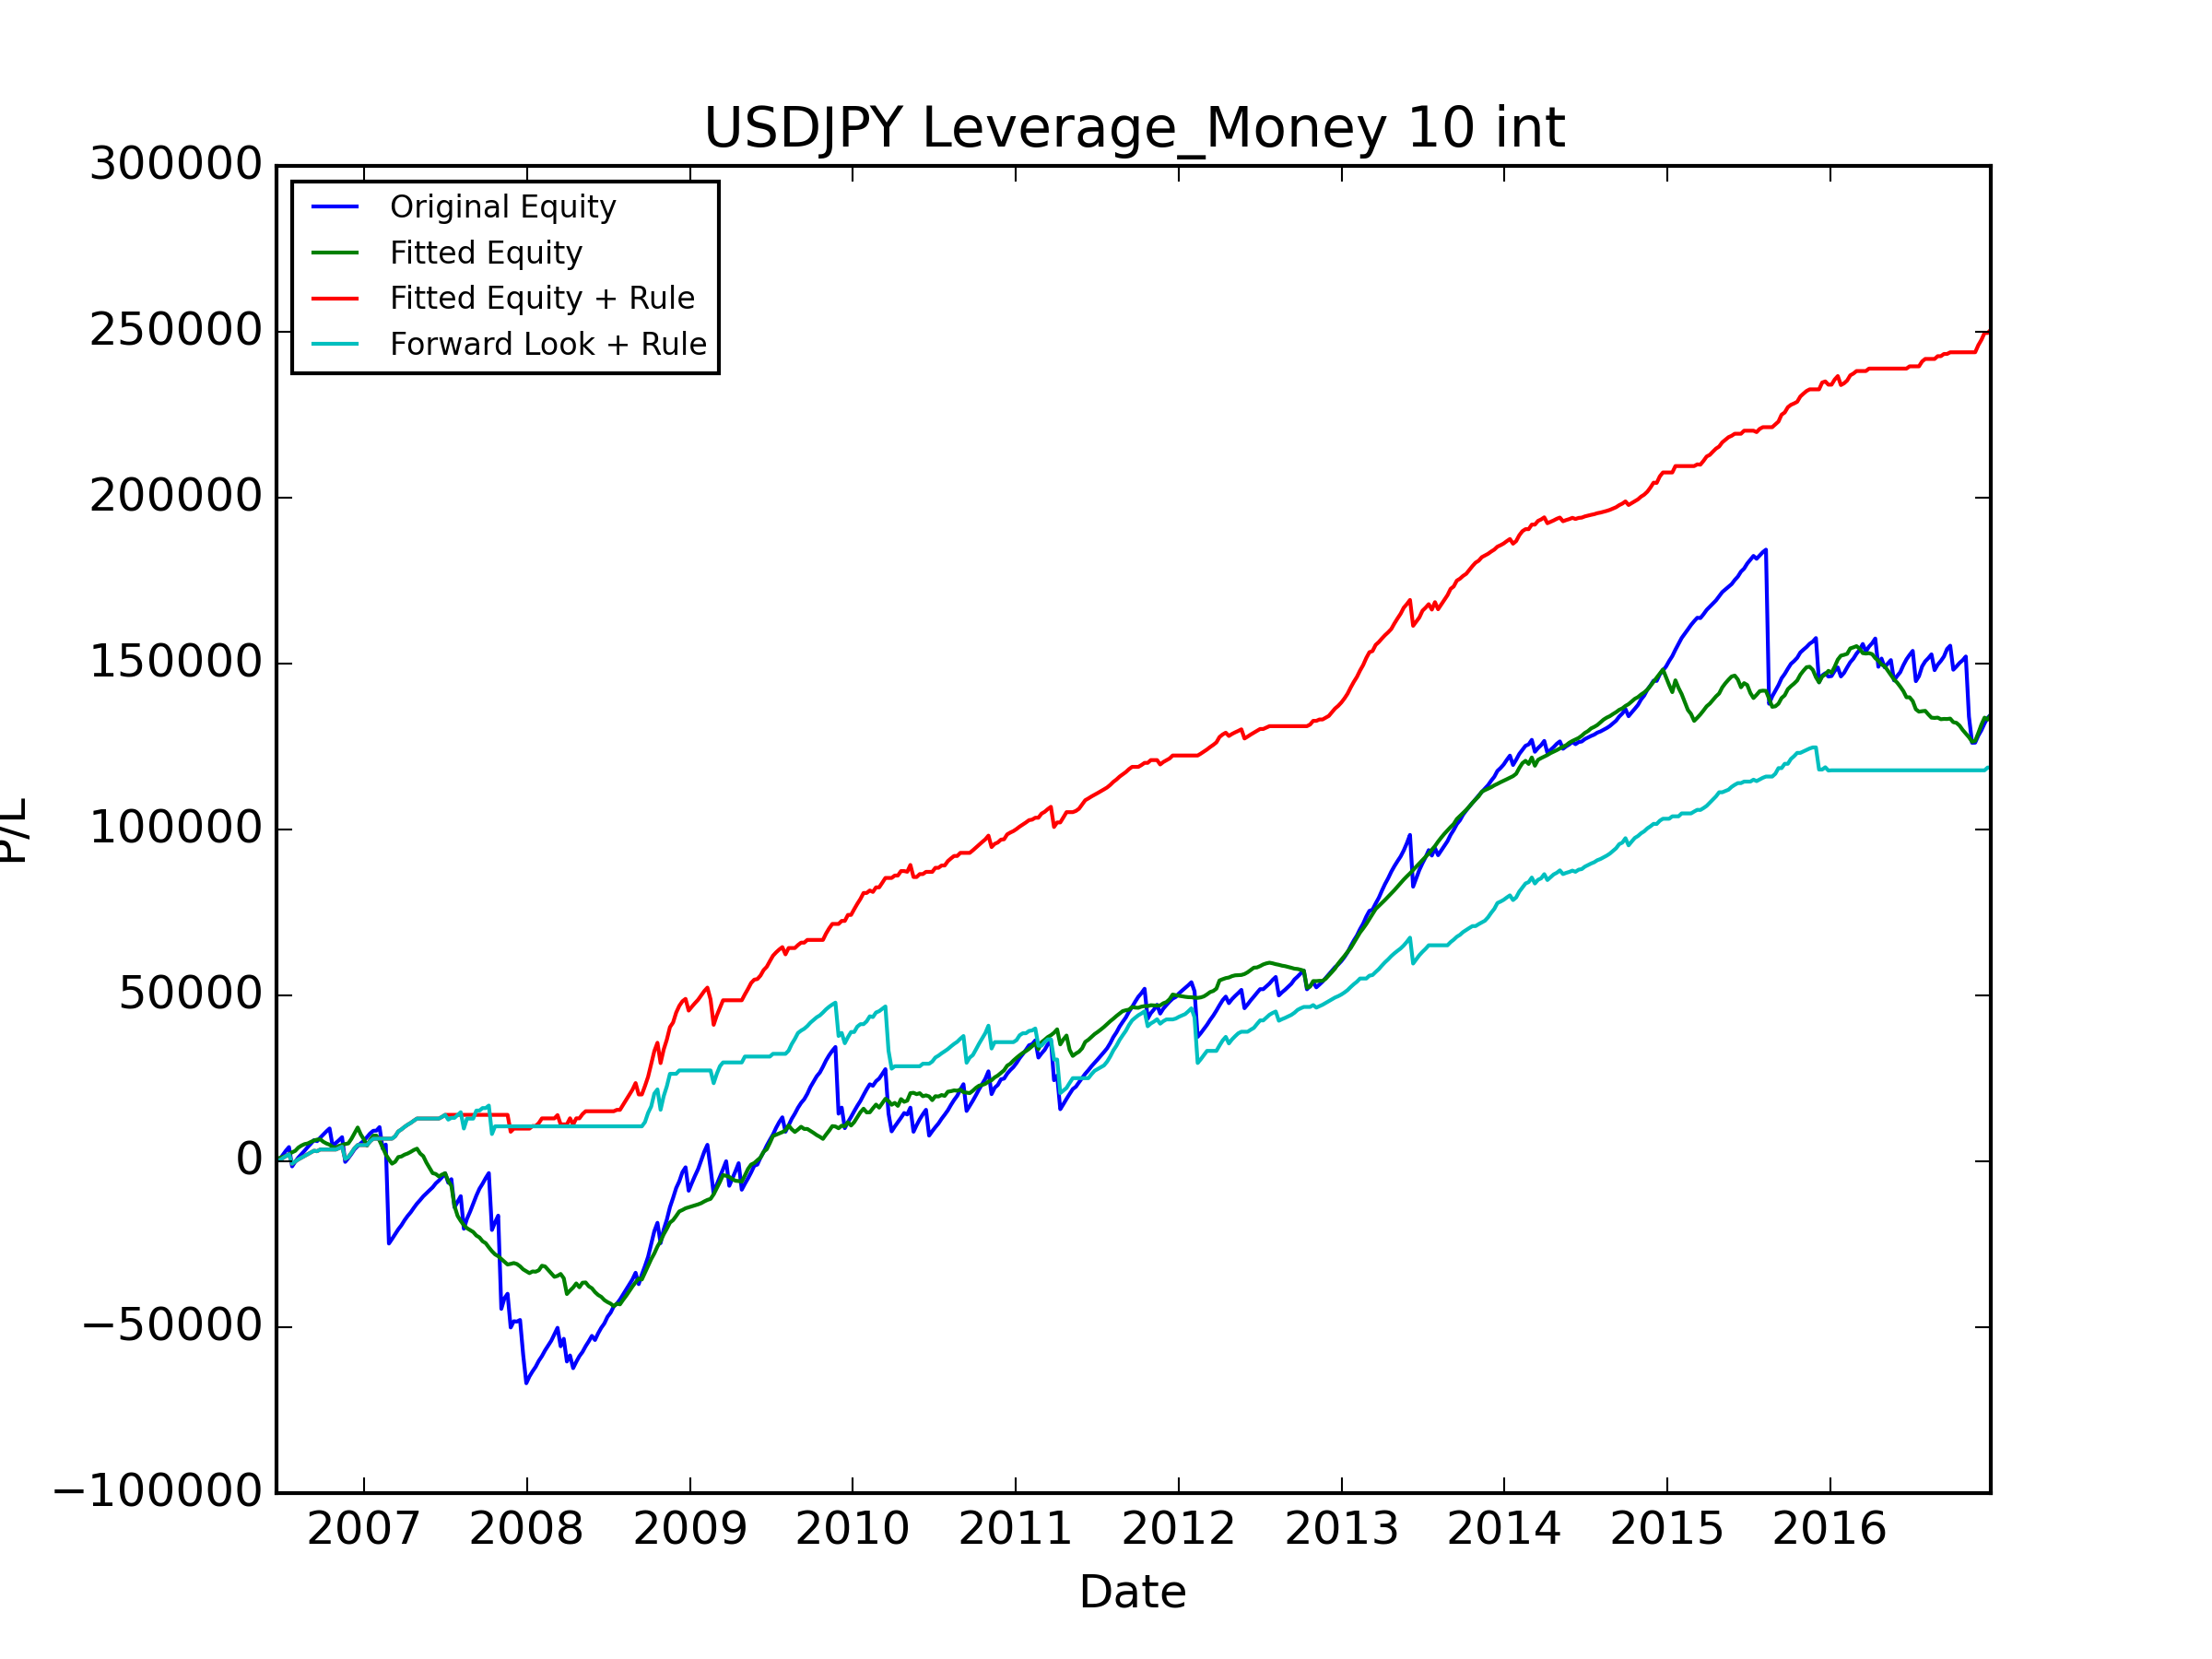 USDJPY Leverage_Money 10 int
300000
250000
200000
150000
100000
50000
0
−50000
−100000
Original Equity
Fitted Equity
Fitted Equity + Rule
Forward Look + Rule
P/L
2007 2008 2009 2010 2011 2012 2013 2014 2015 2016
Date